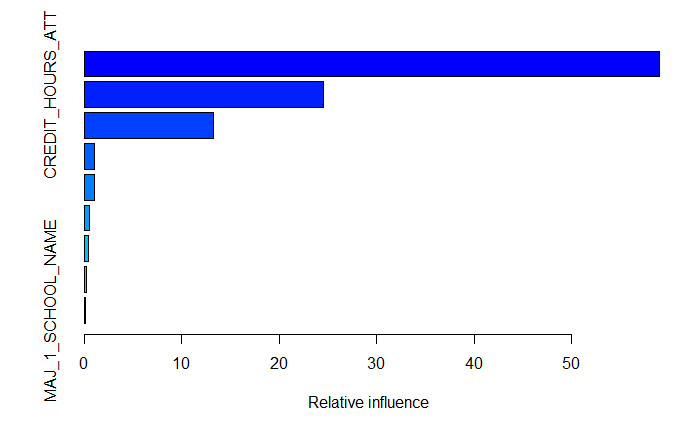 CREDIT_HOURS_ATT
MAJ_1_SCHOOL_NAME
0 10 20 30 40 50
Relative influence